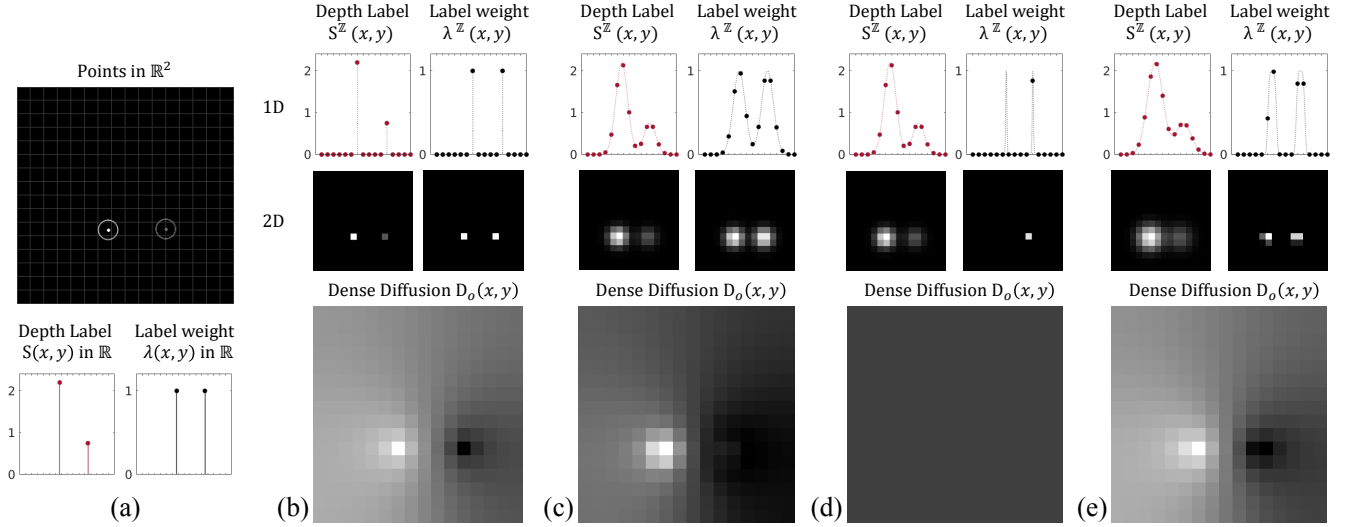 Points in ℝ²
Depth Label
S(x, y) in ℝ
2
1
0
Label weight
λ(x, y) in ℝ
1
0
(a)
1D
2D
(b)
Depth Label
S^ℤ (x, y)
2
1
0
Label weight
λ^ℤ (x, y)
1
0
Dense Diffusion D_o(x, y)
(c)
Depth Label
S^ℤ (x, y)
2
1
0
Label weight
λ^ℤ (x, y)
1
0
Dense Diffusion D_o(x, y)
(d)
Depth Label
S^ℤ (x, y)
2
1
0
Label weight
λ^ℤ (x, y)
1
0
Dense Diffusion D_o(x, y)
(e)
Depth Label
S^ℤ (x, y)
2
1
0
Label weight
λ^ℤ (x, y)
1
0
Dense Diffusion D_o(x, y)